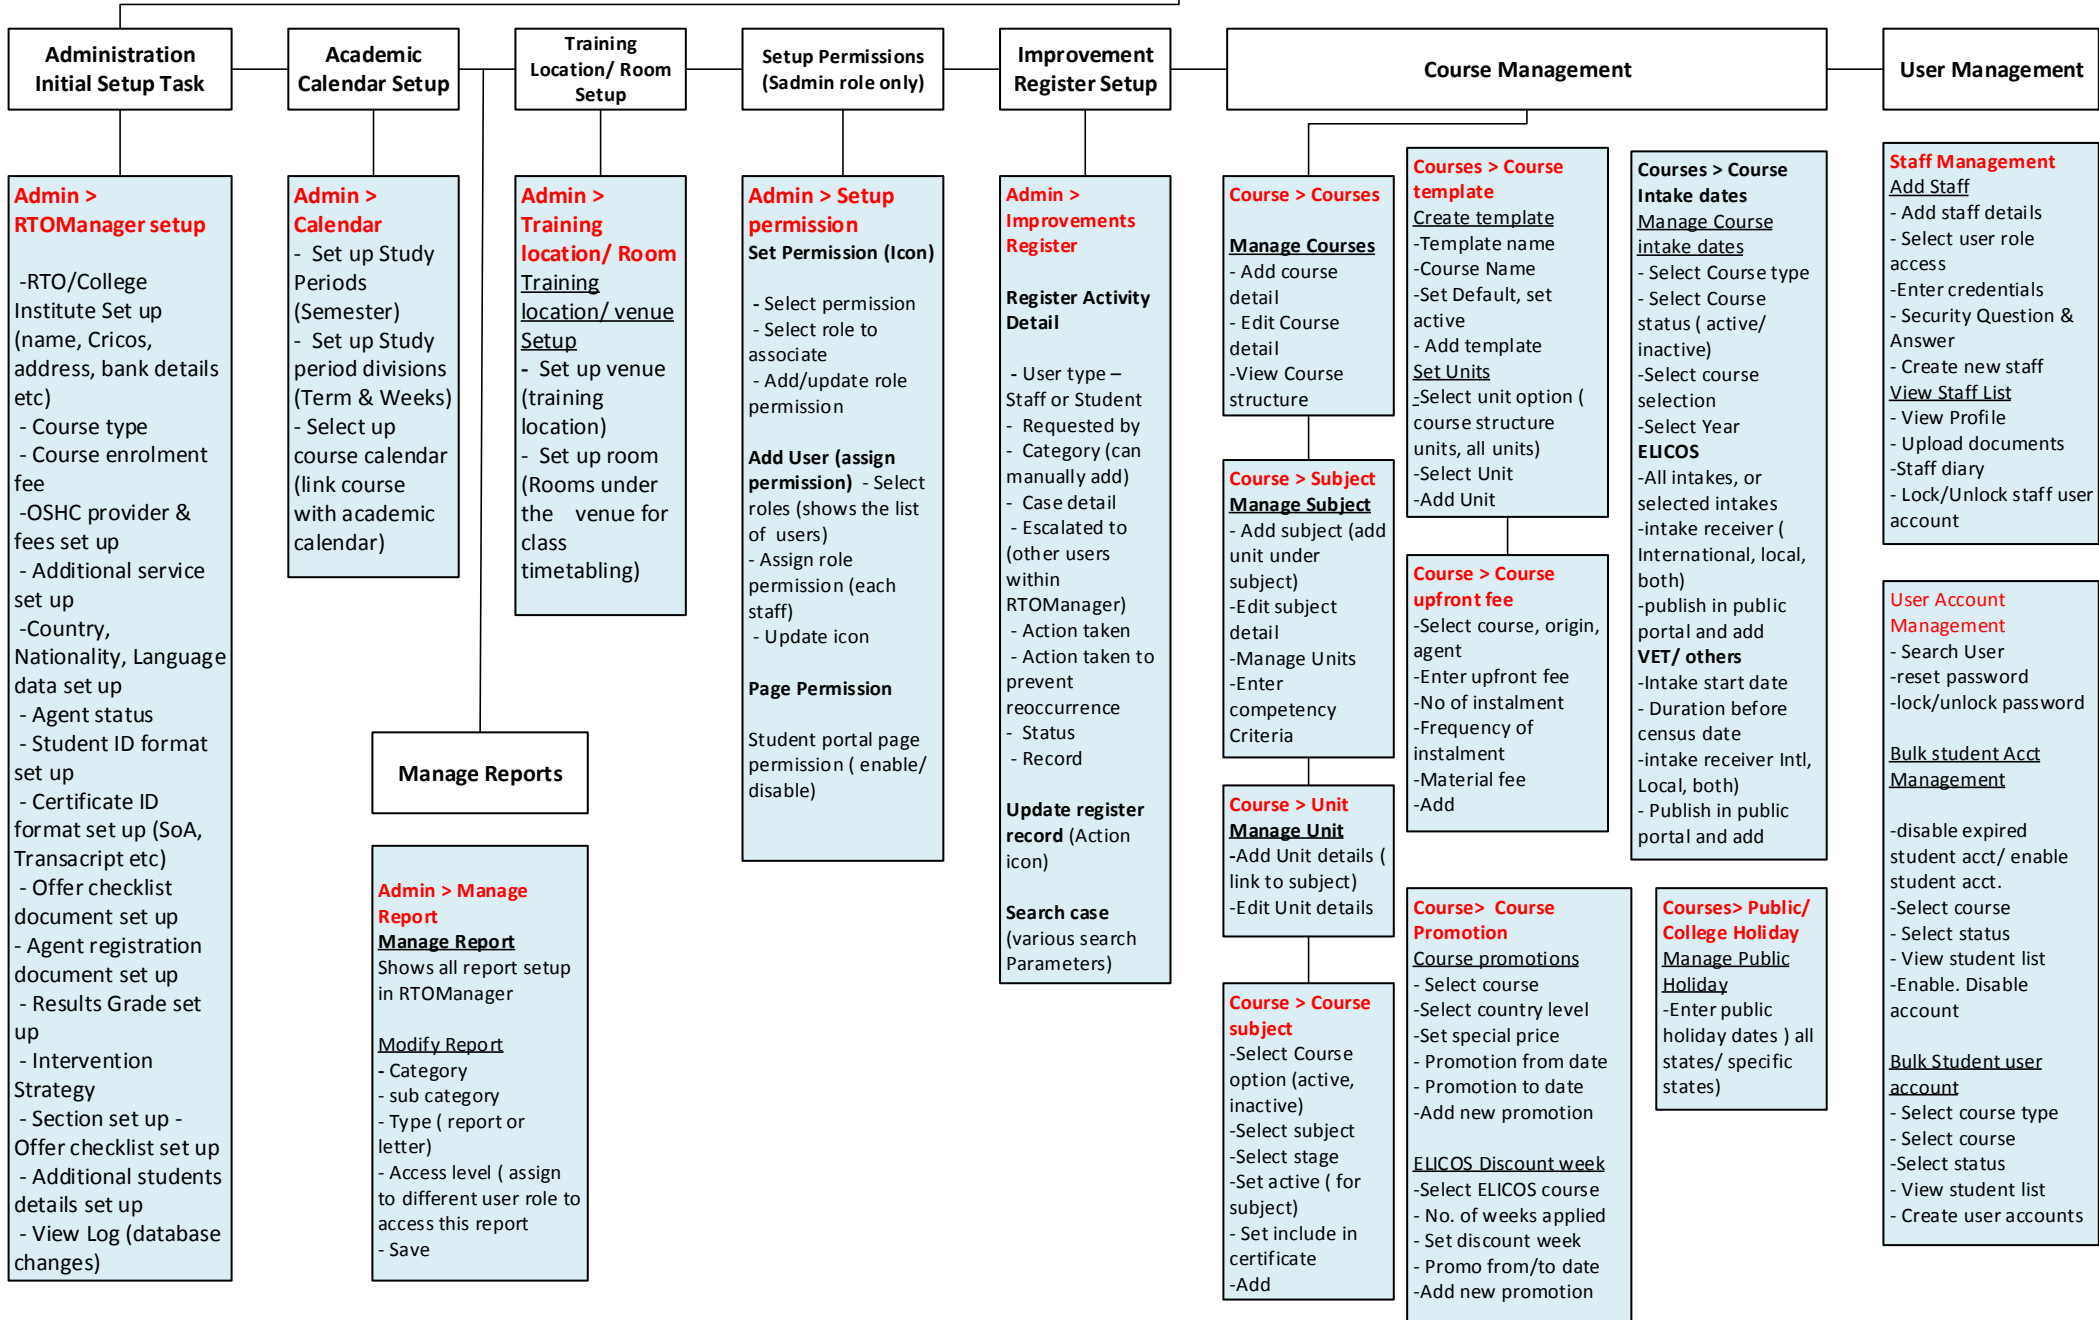 Administration
Initial Setup Task
Academic
Calendar Setup
Training
Location/ Room
Setup
Setup Permissions
(Sadmin role only)
Improvement
Register Setup
Course Management
User Management
Admin >
RTOManager setup
-RTO/College
Institute Set up
(name, Cricos,
address, bank details
etc)
- Course type
- Course enrolment
fee
-OSHC provider &
fees set up
- Additional service
set up
-Country,
Nationality, Language
data set up
- Agent status
- Student ID format
set up
- Certificate ID
format set up (SoA,
Transacript etc)
- Offer checklist
document set up
- Agent registration
document set up
- Results Grade set
up
- Intervention
Strategy
- Section set up -
Offer checklist set up
- Additional students
details set up
- View Log (database
changes)
Admin >
Calendar
- Set up Study
Periods
(Semester)
- Set up Study
period divisions
(Term & Weeks)
- Select up
course calendar
(link course
with academic
calendar)
Manage Reports
Admin > Manage
Report
Manage Report
Shows all report setup
in RTOManager
Modify Report
- Category
- sub category
- Type ( report or
letter)
- Access level ( assign
to different user role to
access this report
- Save
Admin >
Training
location/ Room
Training
location/ venue
Setup
- Set up venue
(training
location)
- Set up room
(Rooms under
the venue for
class
timetabling)
Admin > Setup
permission
Set Permission (Icon)
- Select permission
- Select role to
associate
- Add/update role
permission
Add User (assign
permission) - Select
roles (shows the list
of users)
- Assign role
permission (each
staff)
- Update icon
Page Permission
Student portal page
permission ( enable/
disable)
Admin >
Improvements
Register
Register Activity
Detail
- User type –
Staff or Student
- Requested by
- Category (can
manually add)
- Case detail
- Escalated to
(other users
within
RTOManager)
- Action taken
- Action taken to
prevent
reoccurrence
- Status
- Record
Update register
record (Action
icon)
Search case
(various search
Parameters)
Course > Courses
Manage Courses
- Add course
detail
- Edit Course
detail
-View Course
structure
Course > Subject
Manage Subject
- Add subject (add
unit under
subject)
-Edit subject
detail
-Manage Units
-Enter
competency
Criteria
Course > Unit
Manage Unit
-Add Unit details (
link to subject)
-Edit Unit details
Course > Course
subject
-Select Course
option (active,
inactive)
-Select subject
-Select stage
-Set active ( for
subject)
- Set include in
certificate
-Add
Courses > Course
template
Create template
-Template name
-Course Name
-Set Default, set
active
- Add template
Set Units
-Select unit option (
course structure
units, all units)
-Select Unit
-Add Unit
Course > Course
upfront fee
-Select course, origin,
agent
-Enter upfront fee
-No of instalment
-Frequency of
instalment
-Material fee
-Add
Course> Course
Promotion
Course promotions
- Select course
-Select country level
-Set special price
- Promotion from date
- Promotion to date
-Add new promotion
ELICOS Discount week
-Select ELICOS course
- No. of weeks applied
- Set discount week
- Promo from/to date
-Add new promotion
Courses > Course
Intake dates
Manage Course
intake dates
- Select Course type
- Select Course
status ( active/
inactive)
-Select course
selection
-Select Year
ELICOS
-All intakes, or
selected intakes
-intake receiver (
International, local,
both)
-publish in public
portal and add
VET/ others
-Intake start date
- Duration before
census date
-intake receiver Intl,
Local, both)
- Publish in public
portal and add
Courses> Public/
College Holiday
Manage Public
Holiday
-Enter public
holiday dates ) all
states/ specific
states)
Staff Management
Add Staff
- Add staff details
- Select user role
access
-Enter credentials
- Security Question &
Answer
- Create new staff
View Staff List
- View Profile
- Upload documents
-Staff diary
- Lock/Unlock staff user
account
User Account
Management
- Search User
-reset password
-lock/unlock password
Bulk student Acct
Management
-disable expired
student acct/ enable
student acct.
-Select course
- Select status
- View student list
-Enable. Disable
account
Bulk Student user
account
- Select course type
- Select course
-Select status
- View student list
- Create user accounts